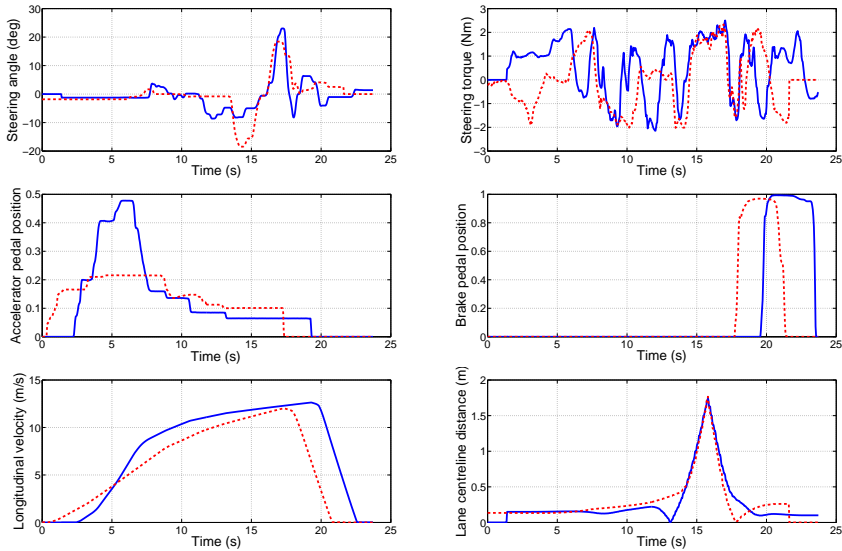 Steering angle (deg)
30
20
10
0
−10
−20
0 5 10 15 20 25
Time (s)
Steering torque (Nm)
3
2
1
0
−1
−2
−3
0 5 10 15 20 25
Time (s)
Accelerator pedal position
0.5
0.4
0.3
0.2
0.1
0
0 5 10 15 20 25
Time (s)
Brake pedal position
1
0.8
0.6
0.4
0.2
0
0 5 10 15 20 25
Time (s)
Longitudinal velocity (m/s)
15
10
5
0
0 5 10 15 20 25
Time (s)
Lane centreline distance (m)
2
1.5
1
0.5
0
0 5 10 15 20 25
Time (s)